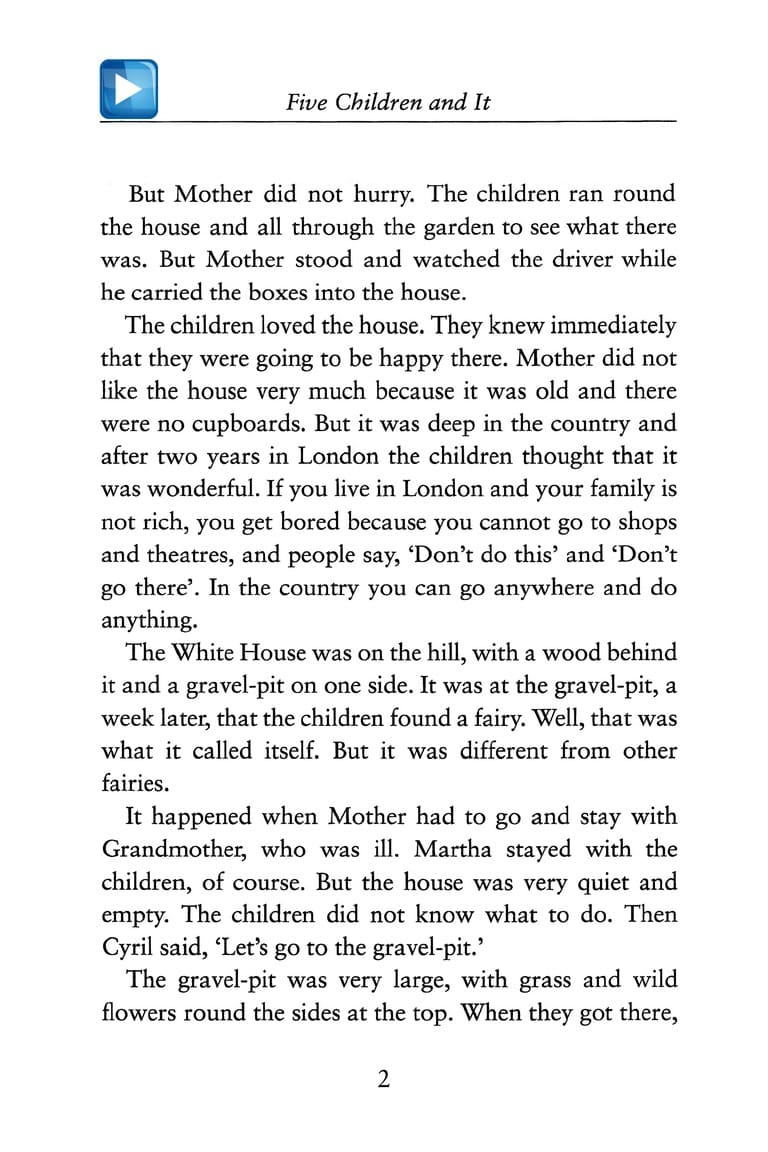 Five Children and It
But Mother did not hurry. The children ran round
the house and all through the garden to see what there
was. But Mother stood and watched the driver while
he carried the boxes into the house.
The children loved the house. They knew immediately
that they were going to be happy there. Mother did not
like the house very much because it was old and there
were no cupboards. But it was deep in the country and
after two years in London the children thought that it
was wonderful. If you live in London and your family is
not rich, you get bored because you cannot go to shops
and theatres, and people say, ‘Don’t do this’ and ‘Don’t
go there’. In the country you can go anywhere and do
anything.
The White House was on the hill, with a wood behind
it and a gravel-pit on one side. It was at the gravel-pit, a
week later, that the children found a fairy. Well, that was
what it called itself. But it was different from other
fairies.
It happened when Mother had to go and stay with
Grandmother, who was ill. Martha stayed with the
children, of course. But the house was very quiet and
empty. The children did not know what to do. Then
Cyril said, ‘Let’s go to the gravel-pit.’
The gravel-pit was very large, with grass and wild
flowers round the sides at the top. When they got there,
2